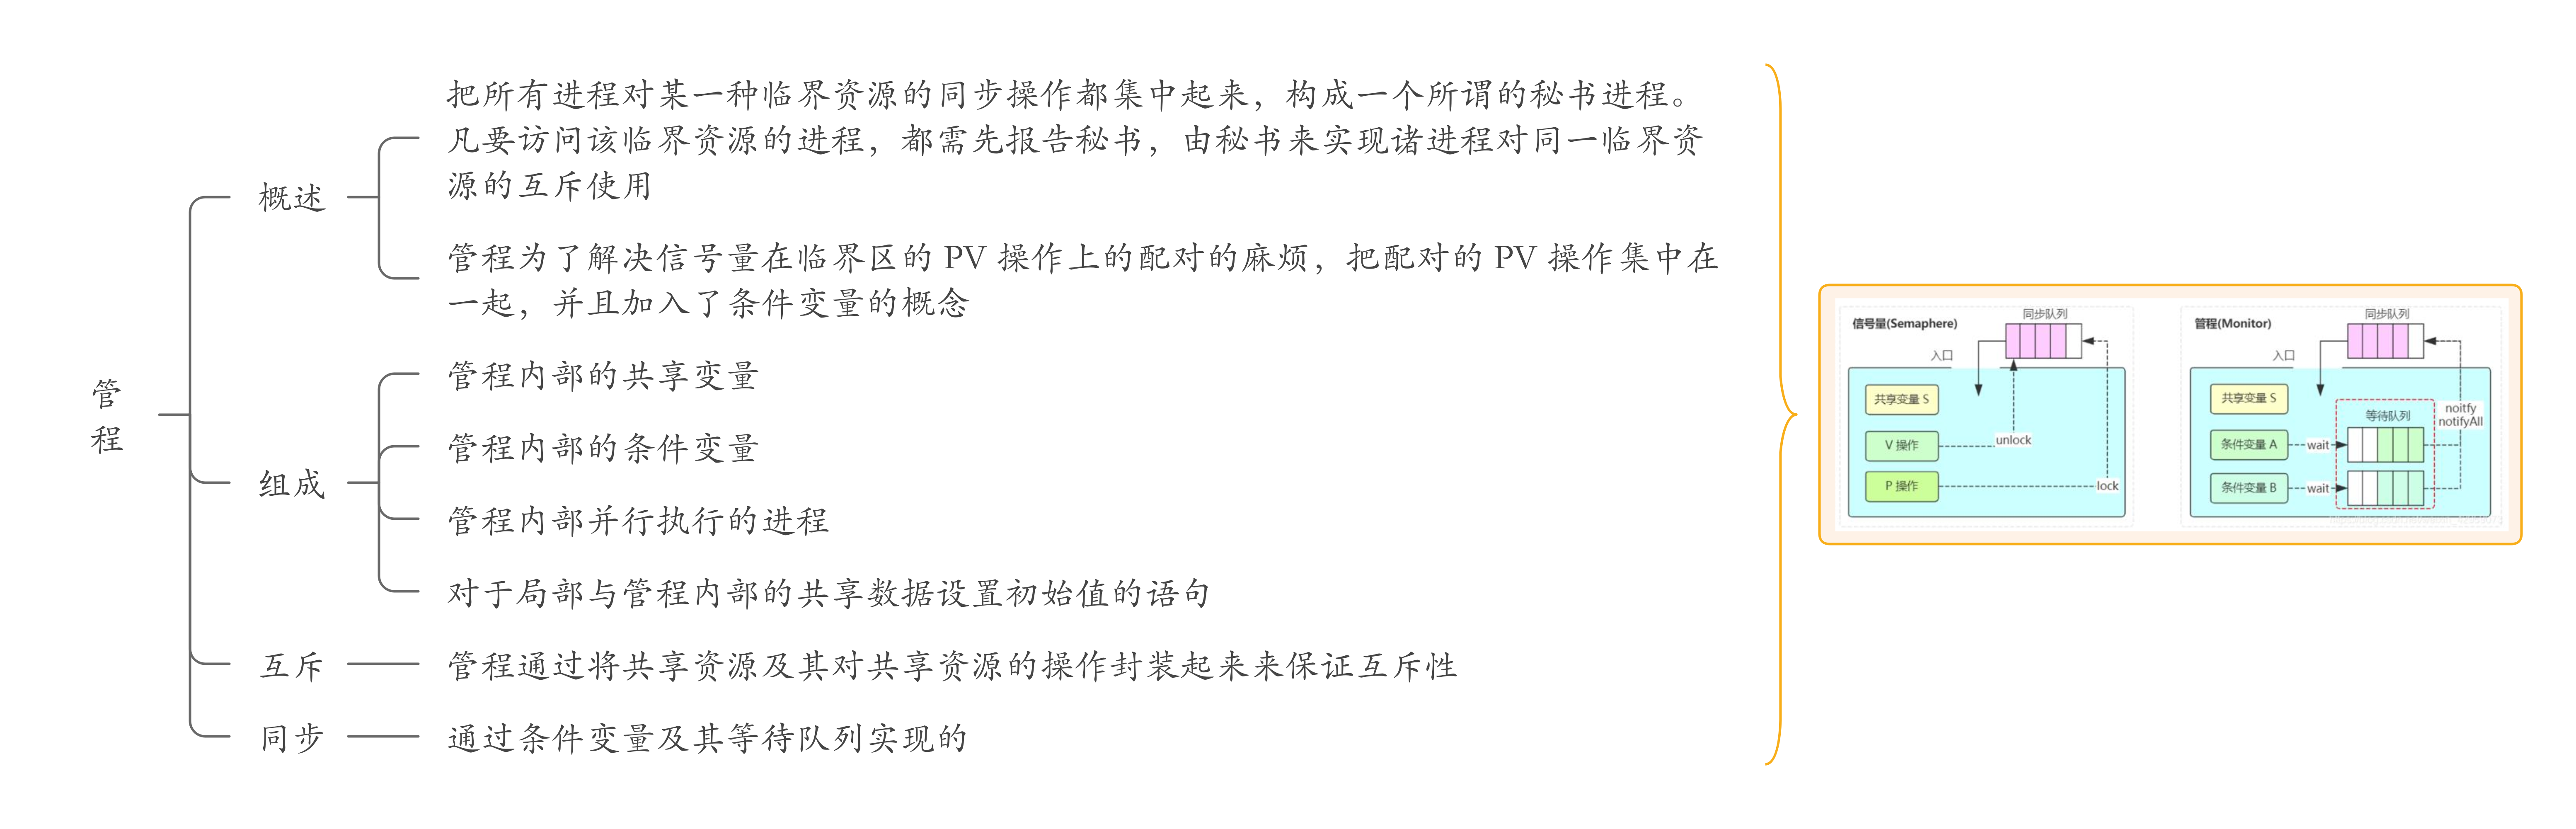 管
程
概述
把所有进程对某一种临界资源的同步操作都集中起来，构成一个所谓的秘书进程。
凡要访问该临界资源的进程，都需先报告秘书，由秘书来实现诸进程对同一临界资
源的互斥使用
管程为了解决信号量在临界区的 PV 操作上的配对的麻烦，把配对的 PV 操作集中在
一起，并且加入了条件变量的概念
组成
管程内部的共享变量
管程内部的条件变量
管程内部并行执行的进程
对于局部与管程内部的共享数据设置初始值的语句
互斥
管程通过将共享资源及其对共享资源的操作封装起来来保证互斥性
同步
通过条件变量及其等待队列实现的
信号量(Semaphere)
同步队列
入口
共享变量 S
V 操作
unlock
P 操作
lock
管程(Monitor)
同步队列
入口
共享变量 S
等待队列
noitfy
notifyAll
条件变量 A
wait
条件变量 B
wait